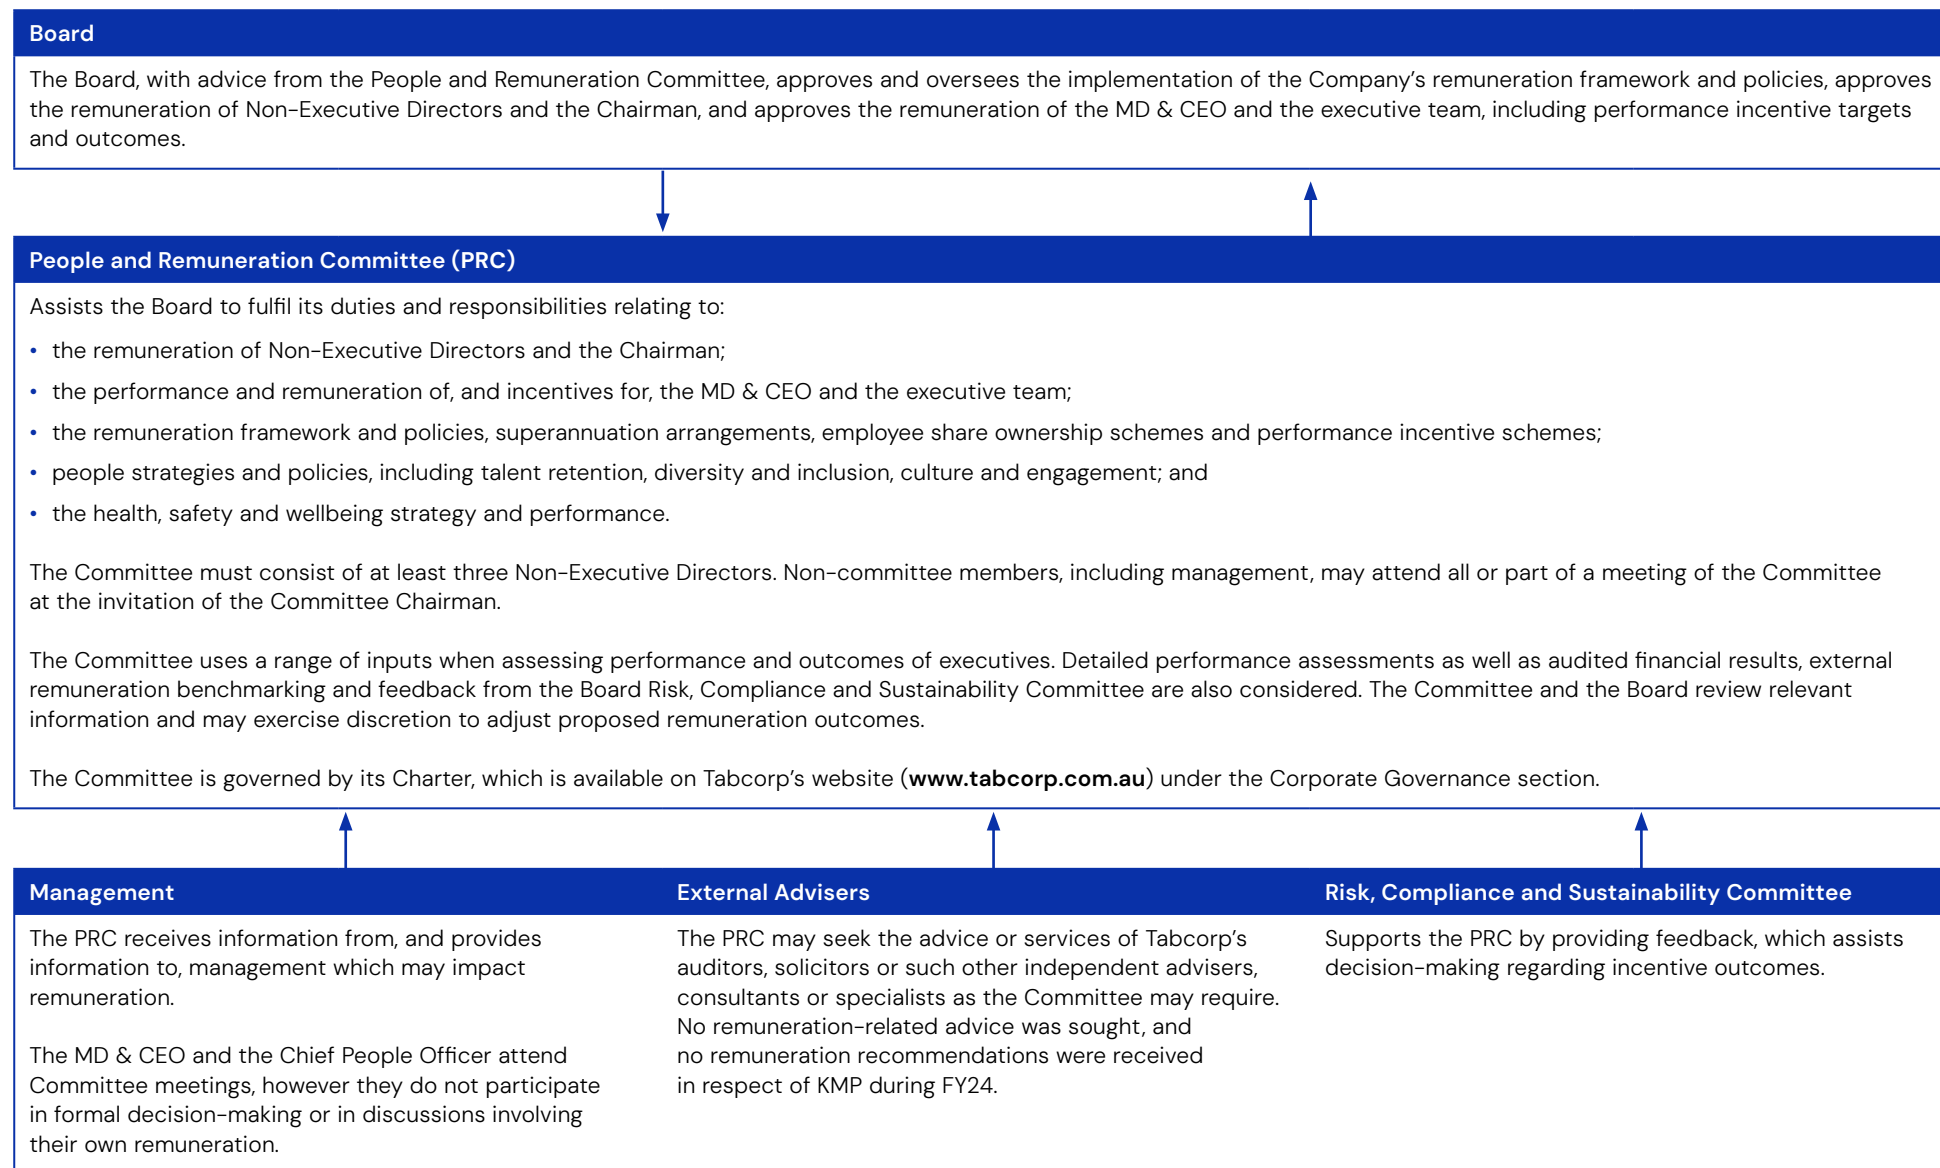 Board
The Board, with advice from the People and Remuneration Committee, approves and oversees the implementation of the Company’s remuneration framework and policies, approves
the remuneration of Non-Executive Directors and the Chairman, and approves the remuneration of the MD & CEO and the executive team, including performance incentive targets
and outcomes.
People and Remuneration Committee (PRC)
Assists the Board to fulfil its duties and responsibilities relating to:
• the remuneration of Non-Executive Directors and the Chairman;
• the performance and remuneration of, and incentives for, the MD & CEO and the executive team;
• the remuneration framework and policies, superannuation arrangements, employee share ownership schemes and performance incentive schemes;
• people strategies and policies, including talent retention, diversity and inclusion, culture and engagement; and
• the health, safety and wellbeing strategy and performance.
The Committee must consist of at least three Non-Executive Directors. Non-committee members, including management, may attend all or part of a meeting of the Committee
at the invitation of the Committee Chairman.
The Committee uses a range of inputs when assessing performance and outcomes of executives. Detailed performance assessments as well as audited financial results, external
remuneration benchmarking and feedback from the Board Risk, Compliance and Sustainability Committee are also considered. The Committee and the Board review relevant
information and may exercise discretion to adjust proposed remuneration outcomes.
The Committee is governed by its Charter, which is available on Tabcorp’s website (www.tabcorp.com.au) under the Corporate Governance section.
Management
The PRC receives information from, and provides
information to, management which may impact
remuneration.
The MD & CEO and the Chief People Officer attend
Committee meetings, however they do not participate
in formal decision-making or in discussions involving
their own remuneration.
External Advisers
The PRC may seek the advice or services of Tabcorp’s
auditors, solicitors or such other independent advisers,
consultants or specialists as the Committee may require.
No remuneration-related advice was sought, and
no remuneration recommendations were received
in respect of KMP during FY24.
Risk, Compliance and Sustainability Committee
Supports the PRC by providing feedback, which assists
decision-making regarding incentive outcomes.